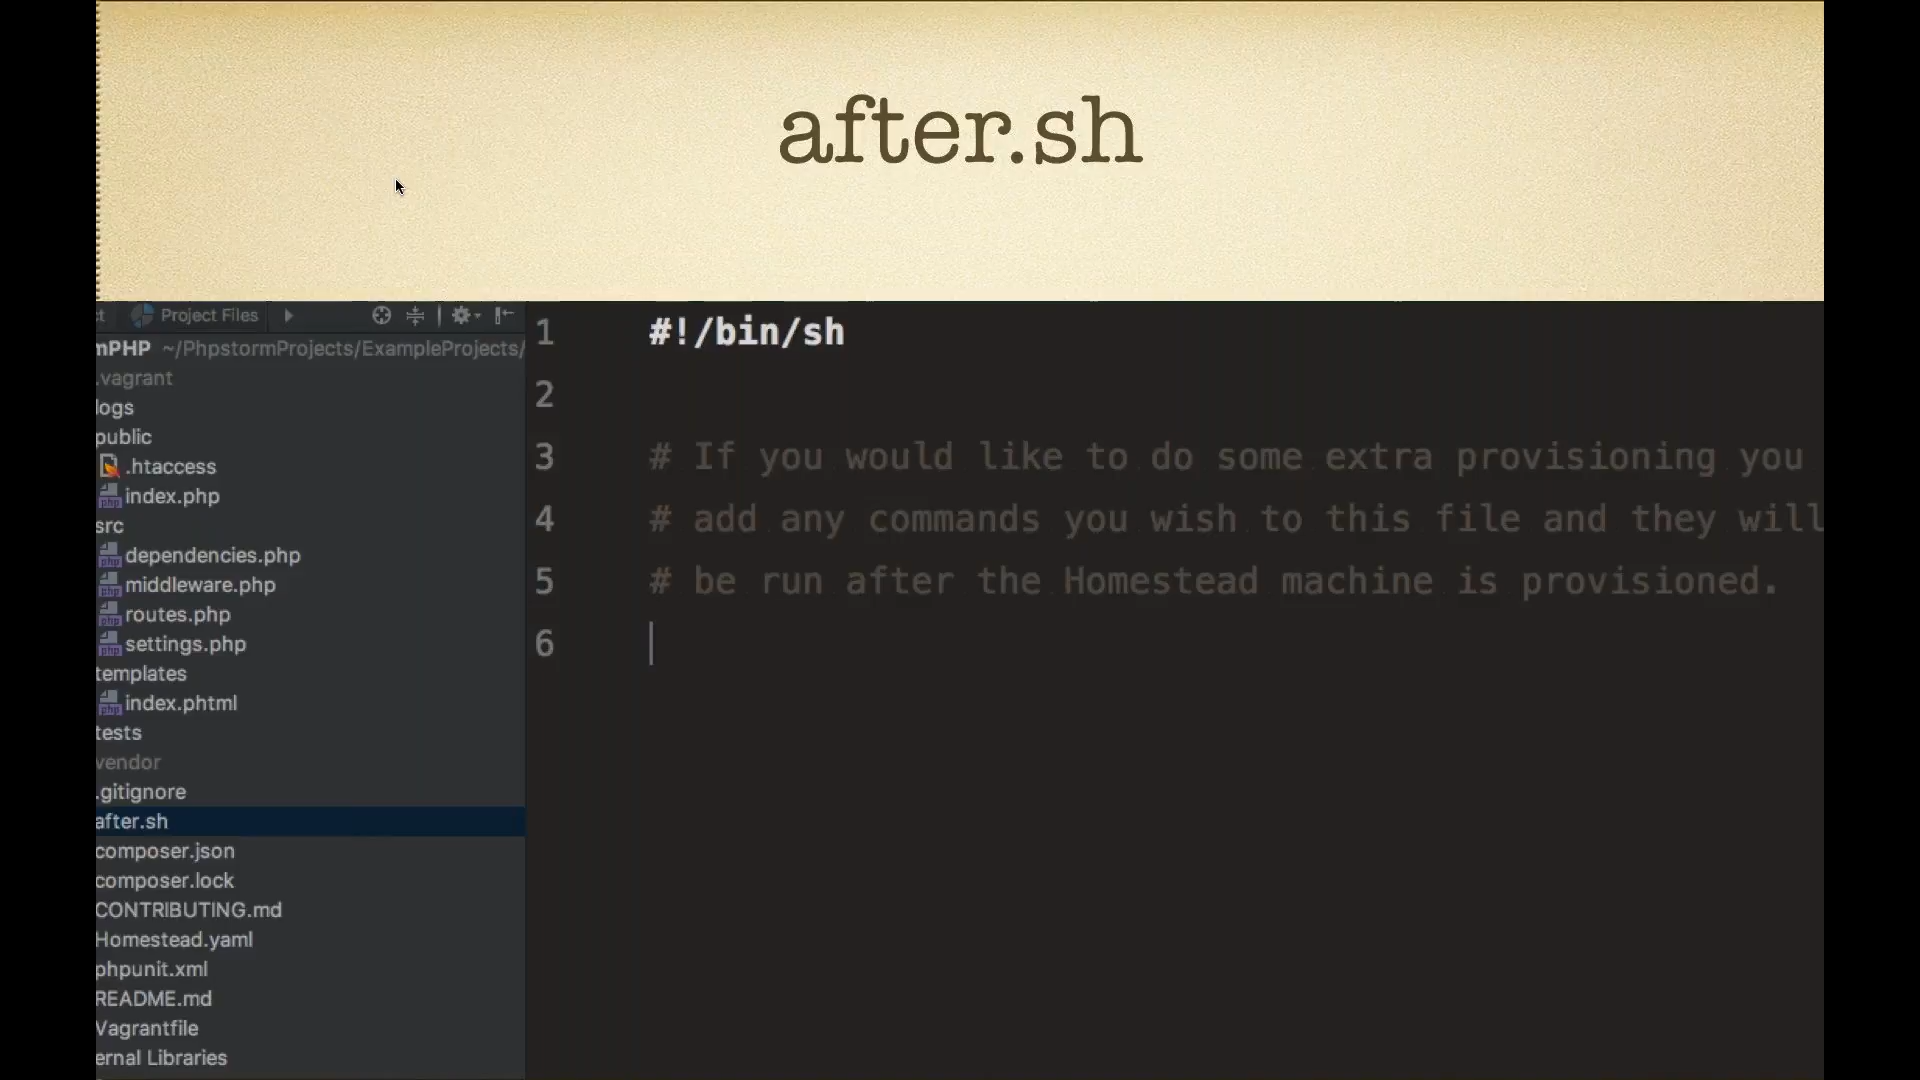 after.sh
ct Project Files
mPHP ~/PhpstormProjects/ExampleProjects/
.vagrant
logs
public
.htaccess
index.php
src
dependencies.php
middleware.php
routes.php
settings.php
templates
index.phtml
tests
vendor
.gitignore
after.sh
composer.json
composer.lock
CONTRIBUTING.md
Homestead.yaml
phpunit.xml
README.md
Vagrantfile
ernal Libraries
1 #!/bin/sh
2
3 # If you would like to do some extra provisioning you
4 # add any commands you wish to this file and they will
5 # be run after the Homestead machine is provisioned.
6